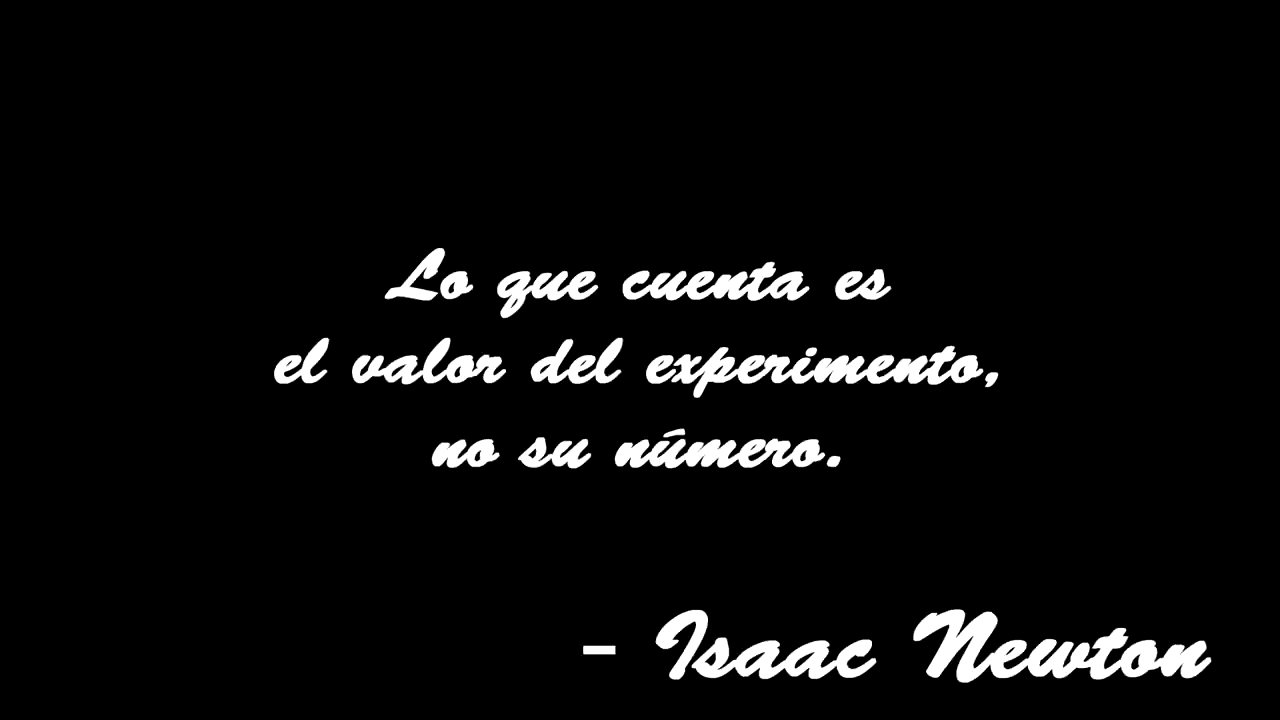 Lo que cuenta es
el valor del experimento,
no su número.
- Isaac Newton